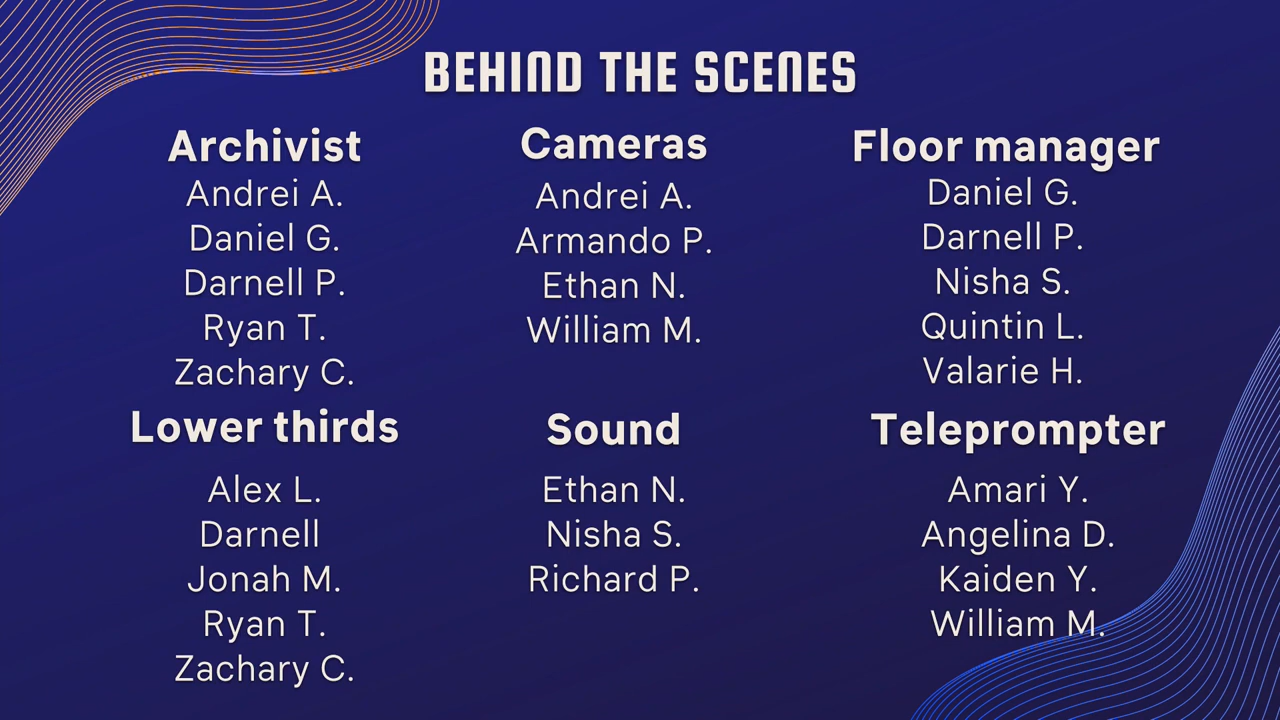 BEHIND THE SCENES
Archivist
Andrei A.
Daniel G.
Darnell P.
Ryan T.
Zachary C.
Cameras
Andrei A.
Armando P.
Ethan N.
William M.
Floor manager
Daniel G.
Darnell P.
Nisha S.
Quintin L.
Valarie H.
Lower thirds
Alex L.
Darnell
Jonah M.
Ryan T.
Zachary C.
Sound
Ethan N.
Nisha S.
Richard P.
Teleprompter
Amari Y.
Angelina D.
Kaiden Y.
William M.